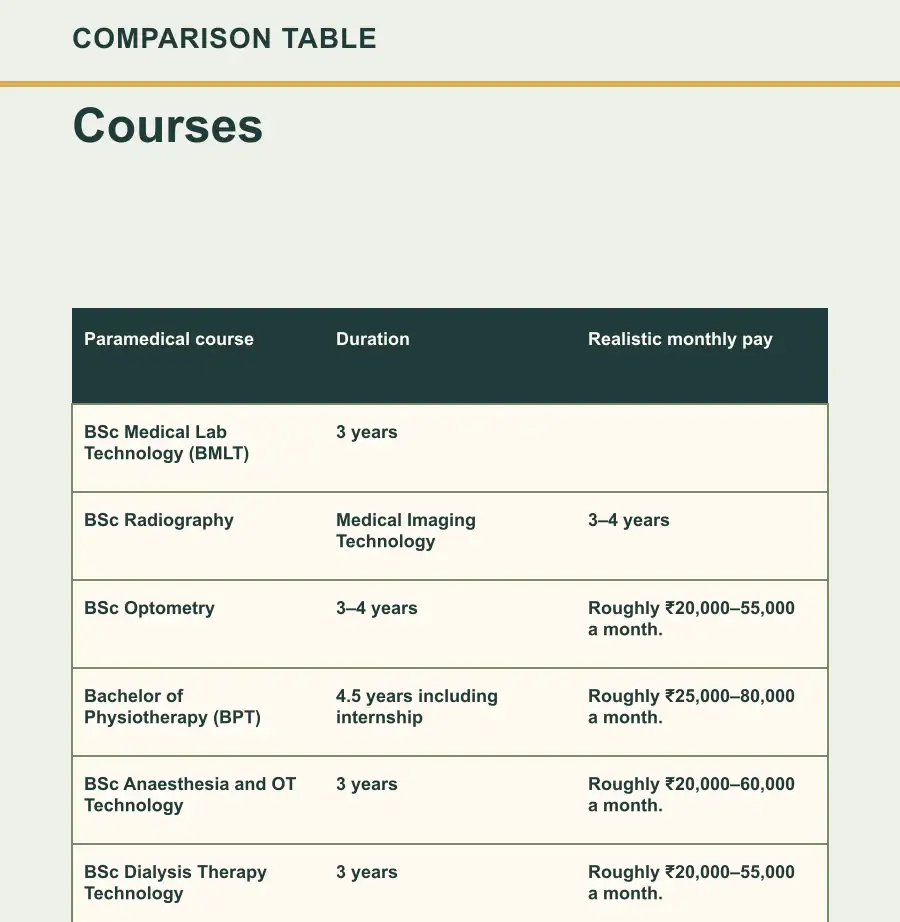 COMPARISON TABLE
Courses
Paramedical course Duration Realistic monthly pay
BSc Medical Lab 3 years
Technology (BMLT)
BSc Radiography Medical Imaging 3–4 years
Technology
BSc Optometry 3–4 years Roughly ₹20,000–55,000
a month.
Bachelor of 4.5 years including Roughly ₹25,000–80,000
Physiotherapy (BPT) internship a month.
BSc Anaesthesia and OT 3 years Roughly ₹20,000–60,000
Technology a month.
BSc Dialysis Therapy 3 years Roughly ₹20,000–55,000
Technology a month.